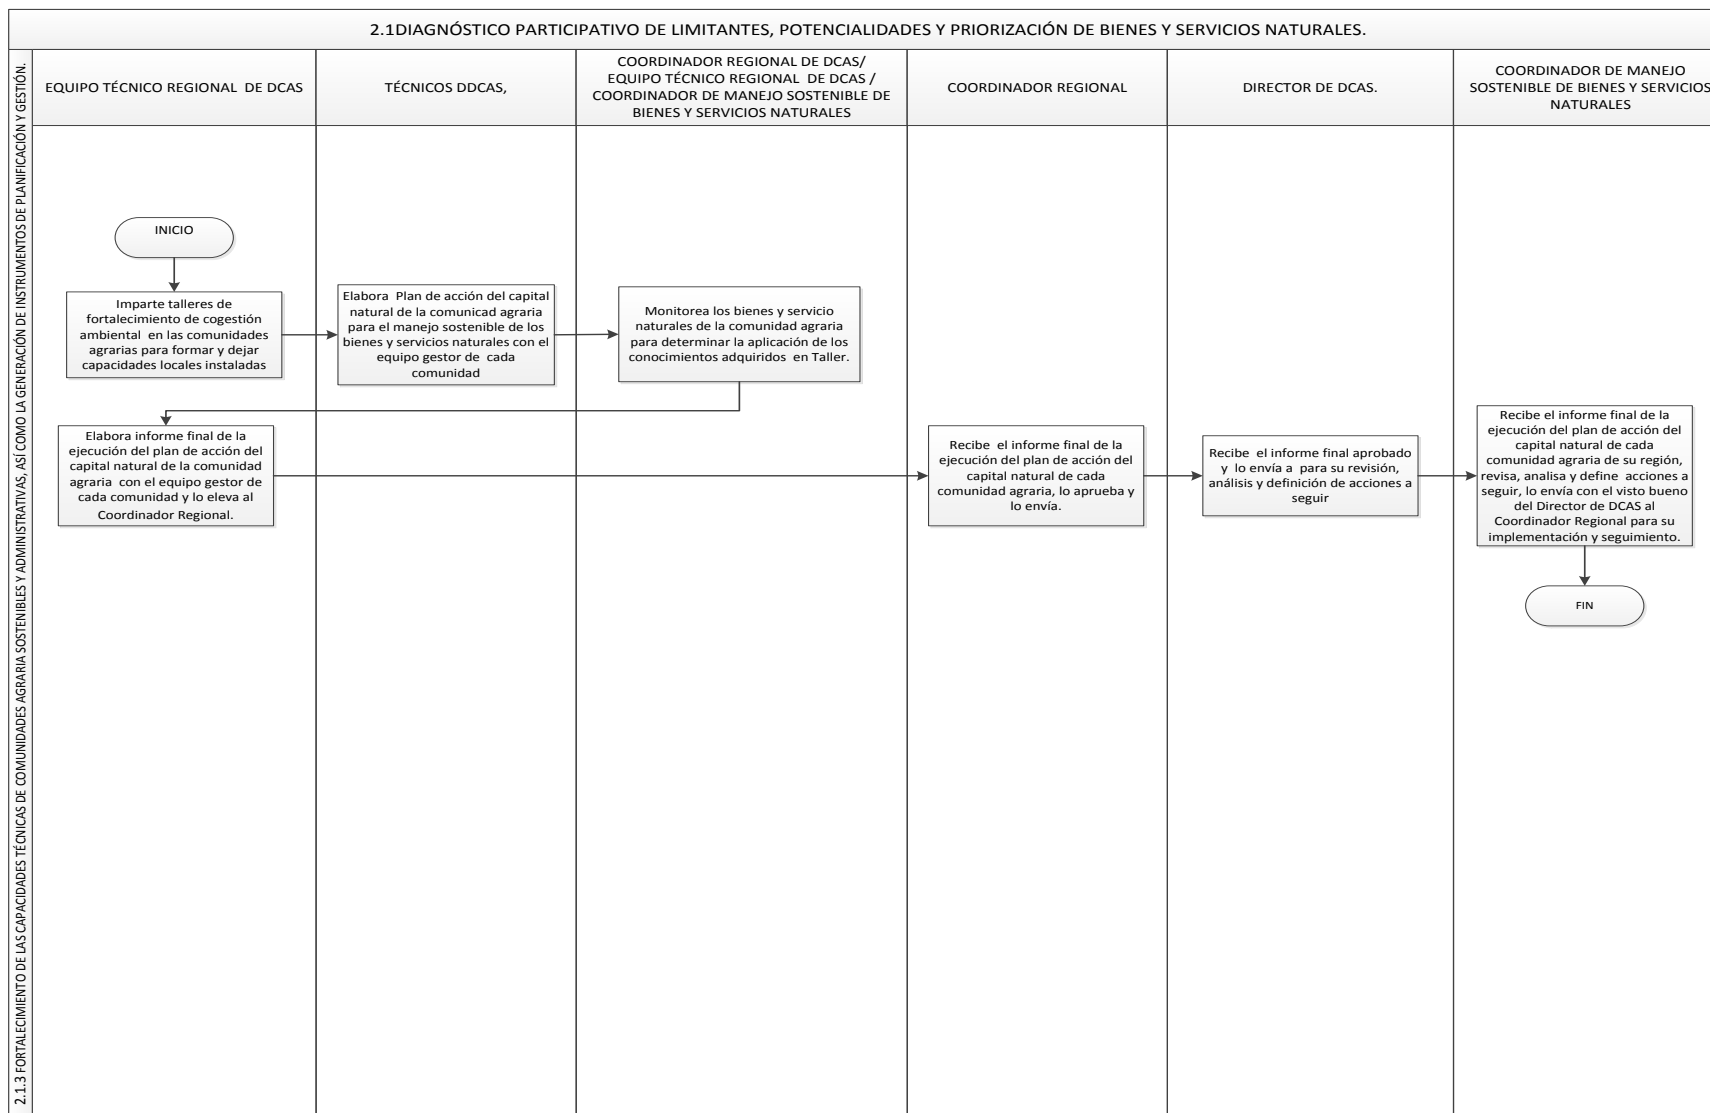 2.1DIAGNÓSTICO PARTICIPATIVO DE LIMITANTES, POTENCIALIDADES Y PRIORIZACIÓN DE BIENES Y SERVICIOS NATURALES.
2.1.3 FORTALECIMIENTO DE LAS CAPACIDADES TÉCNICAS DE COMUNIDADES AGRARIA SOSTENIBLES Y ADMINISTRATIVAS, ASÍ COMO LA GENERACIÓN DE INSTRUMENTOS DE PLANIFICACIÓN Y GESTIÓN.
EQUIPO TÉCNICO REGIONAL DE DCAS
TÉCNICOS DDCAS,
COORDINADOR REGIONAL DE DCAS/
EQUIPO TÉCNICO REGIONAL DE DCAS /
COORDINADOR DE MANEJO SOSTENIBLE DE
BIENES Y SERVICIOS NATURALES
COORDINADOR REGIONAL
DIRECTOR DE DCAS.
COORDINADOR DE MANEJO
SOSTENIBLE DE BIENES Y SERVICIOS
NATURALES
INICIO
Imparte talleres de
fortalecimiento de cogestión
ambiental en las comunidades
agrarias para formar y dejar
capacidades locales instaladas
Elabora Plan de acción del capital
natural de la comunicad agraria
para el manejo sostenible de los
bienes y servicios naturales con el
equipo gestor de cada
comunidad
Monitorea los bienes y servicio
naturales de la comunidad agraria
para determinar la aplicación de los
conocimientos adquiridos en Taller.
Elabora informe final de la
ejecución del plan de acción del
capital natural de la comunidad
agraria con el equipo gestor de
cada comunidad y lo eleva al
Coordinador Regional.
Recibe el informe final de la
ejecución del plan de acción del
capital natural de cada
comunidad agraria, lo aprueba y
lo envía.
Recibe el informe final aprobado
y lo envía a para su revisión,
análisis y definición de acciones a
seguir
Recibe el informe final de la
ejecución del plan de acción del
capital natural de cada
comunidad agraria de su región,
revisa, analisa y define acciones a
seguir, lo envía con el visto bueno
del Director de DCAS al
Coordinador Regional para su
implementación y seguimiento.
FIN